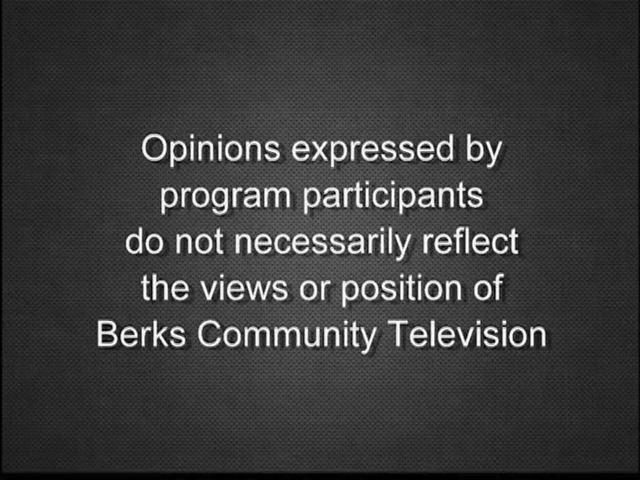 Opinions expressed by
program participants
do not necessarily reflect
the views or position of
Berks Community Television